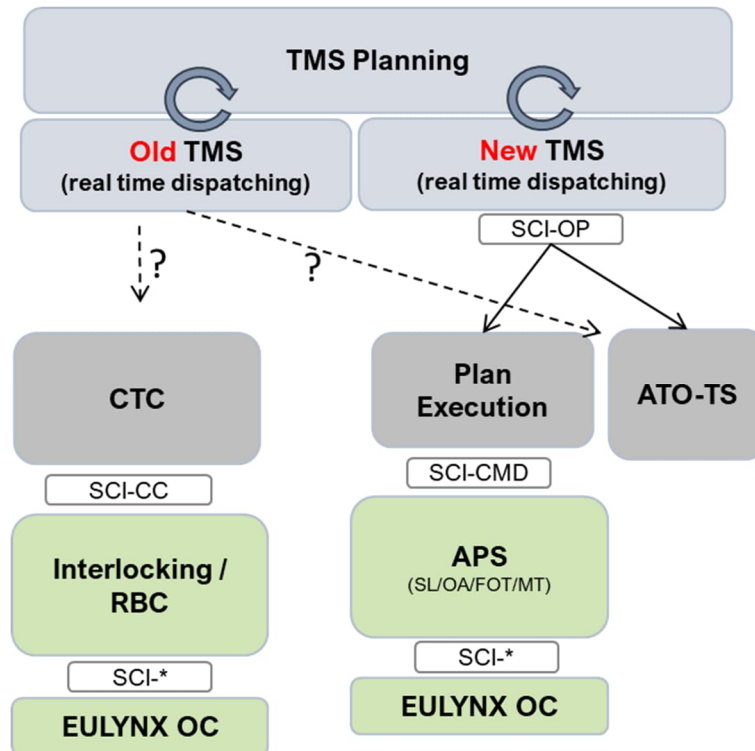 TMS Planning
Old TMS
(real time dispatching)
New TMS
(real time dispatching)
SCI-OP
?
?
CTC
Plan
Execution
ATO-TS
SCI-CC
SCI-CMD
Interlocking /
RBC
APS
(SL/OA/FOT/MT)
SCI-*
SCI-*
EULYNX OC
EULYNX OC